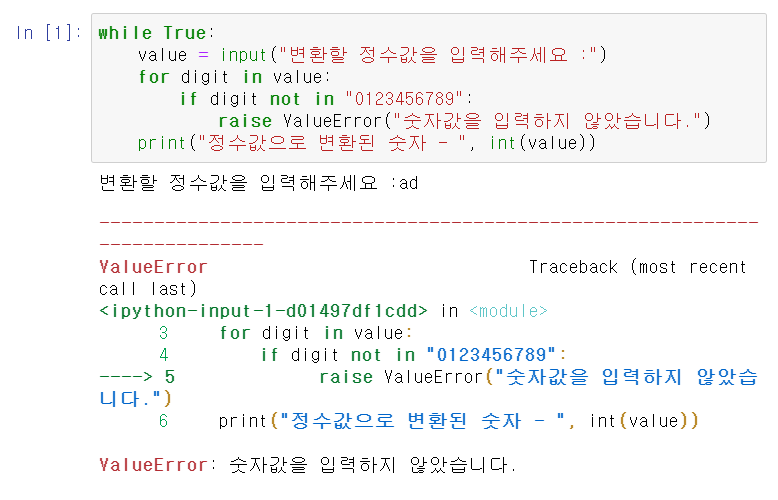 In [1]: while True:
value = input("변환할 정수값을 입력해주세요 :")
for digit in value:
if digit not in "0123456789":
raise ValueError("숫자값을 입력하지 않았습니다.")
print("정수값으로 변환된 숫자 - ", int(value))
변환할 정수값을 입력해주세요 :ad
---------------------------------------------------------------------------
ValueError Traceback (most recent
call last)
<ipython-input-1-d01497df1cdd> in <module>
3 for digit in value:
4 if digit not in "0123456789":
----> 5 raise ValueError("숫자값을 입력하지 않았습
니다.")
6 print("정수값으로 변환된 숫자 - ", int(value))
ValueError: 숫자값을 입력하지 않았습니다.